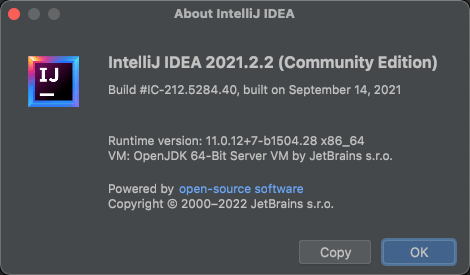 About IntelliJ IDEA
IJ
IntelliJ IDEA 2021.2.2 (Community Edition)
Build #IC-212.5284.40, built on September 14, 2021
Runtime version: 11.0.12+7-b1504.28 x86_64
VM: OpenJDK 64-Bit Server VM by JetBrains s.r.o.
Powered by open-source software
Copyright © 2000–2022 JetBrains s.r.o.
Copy
OK